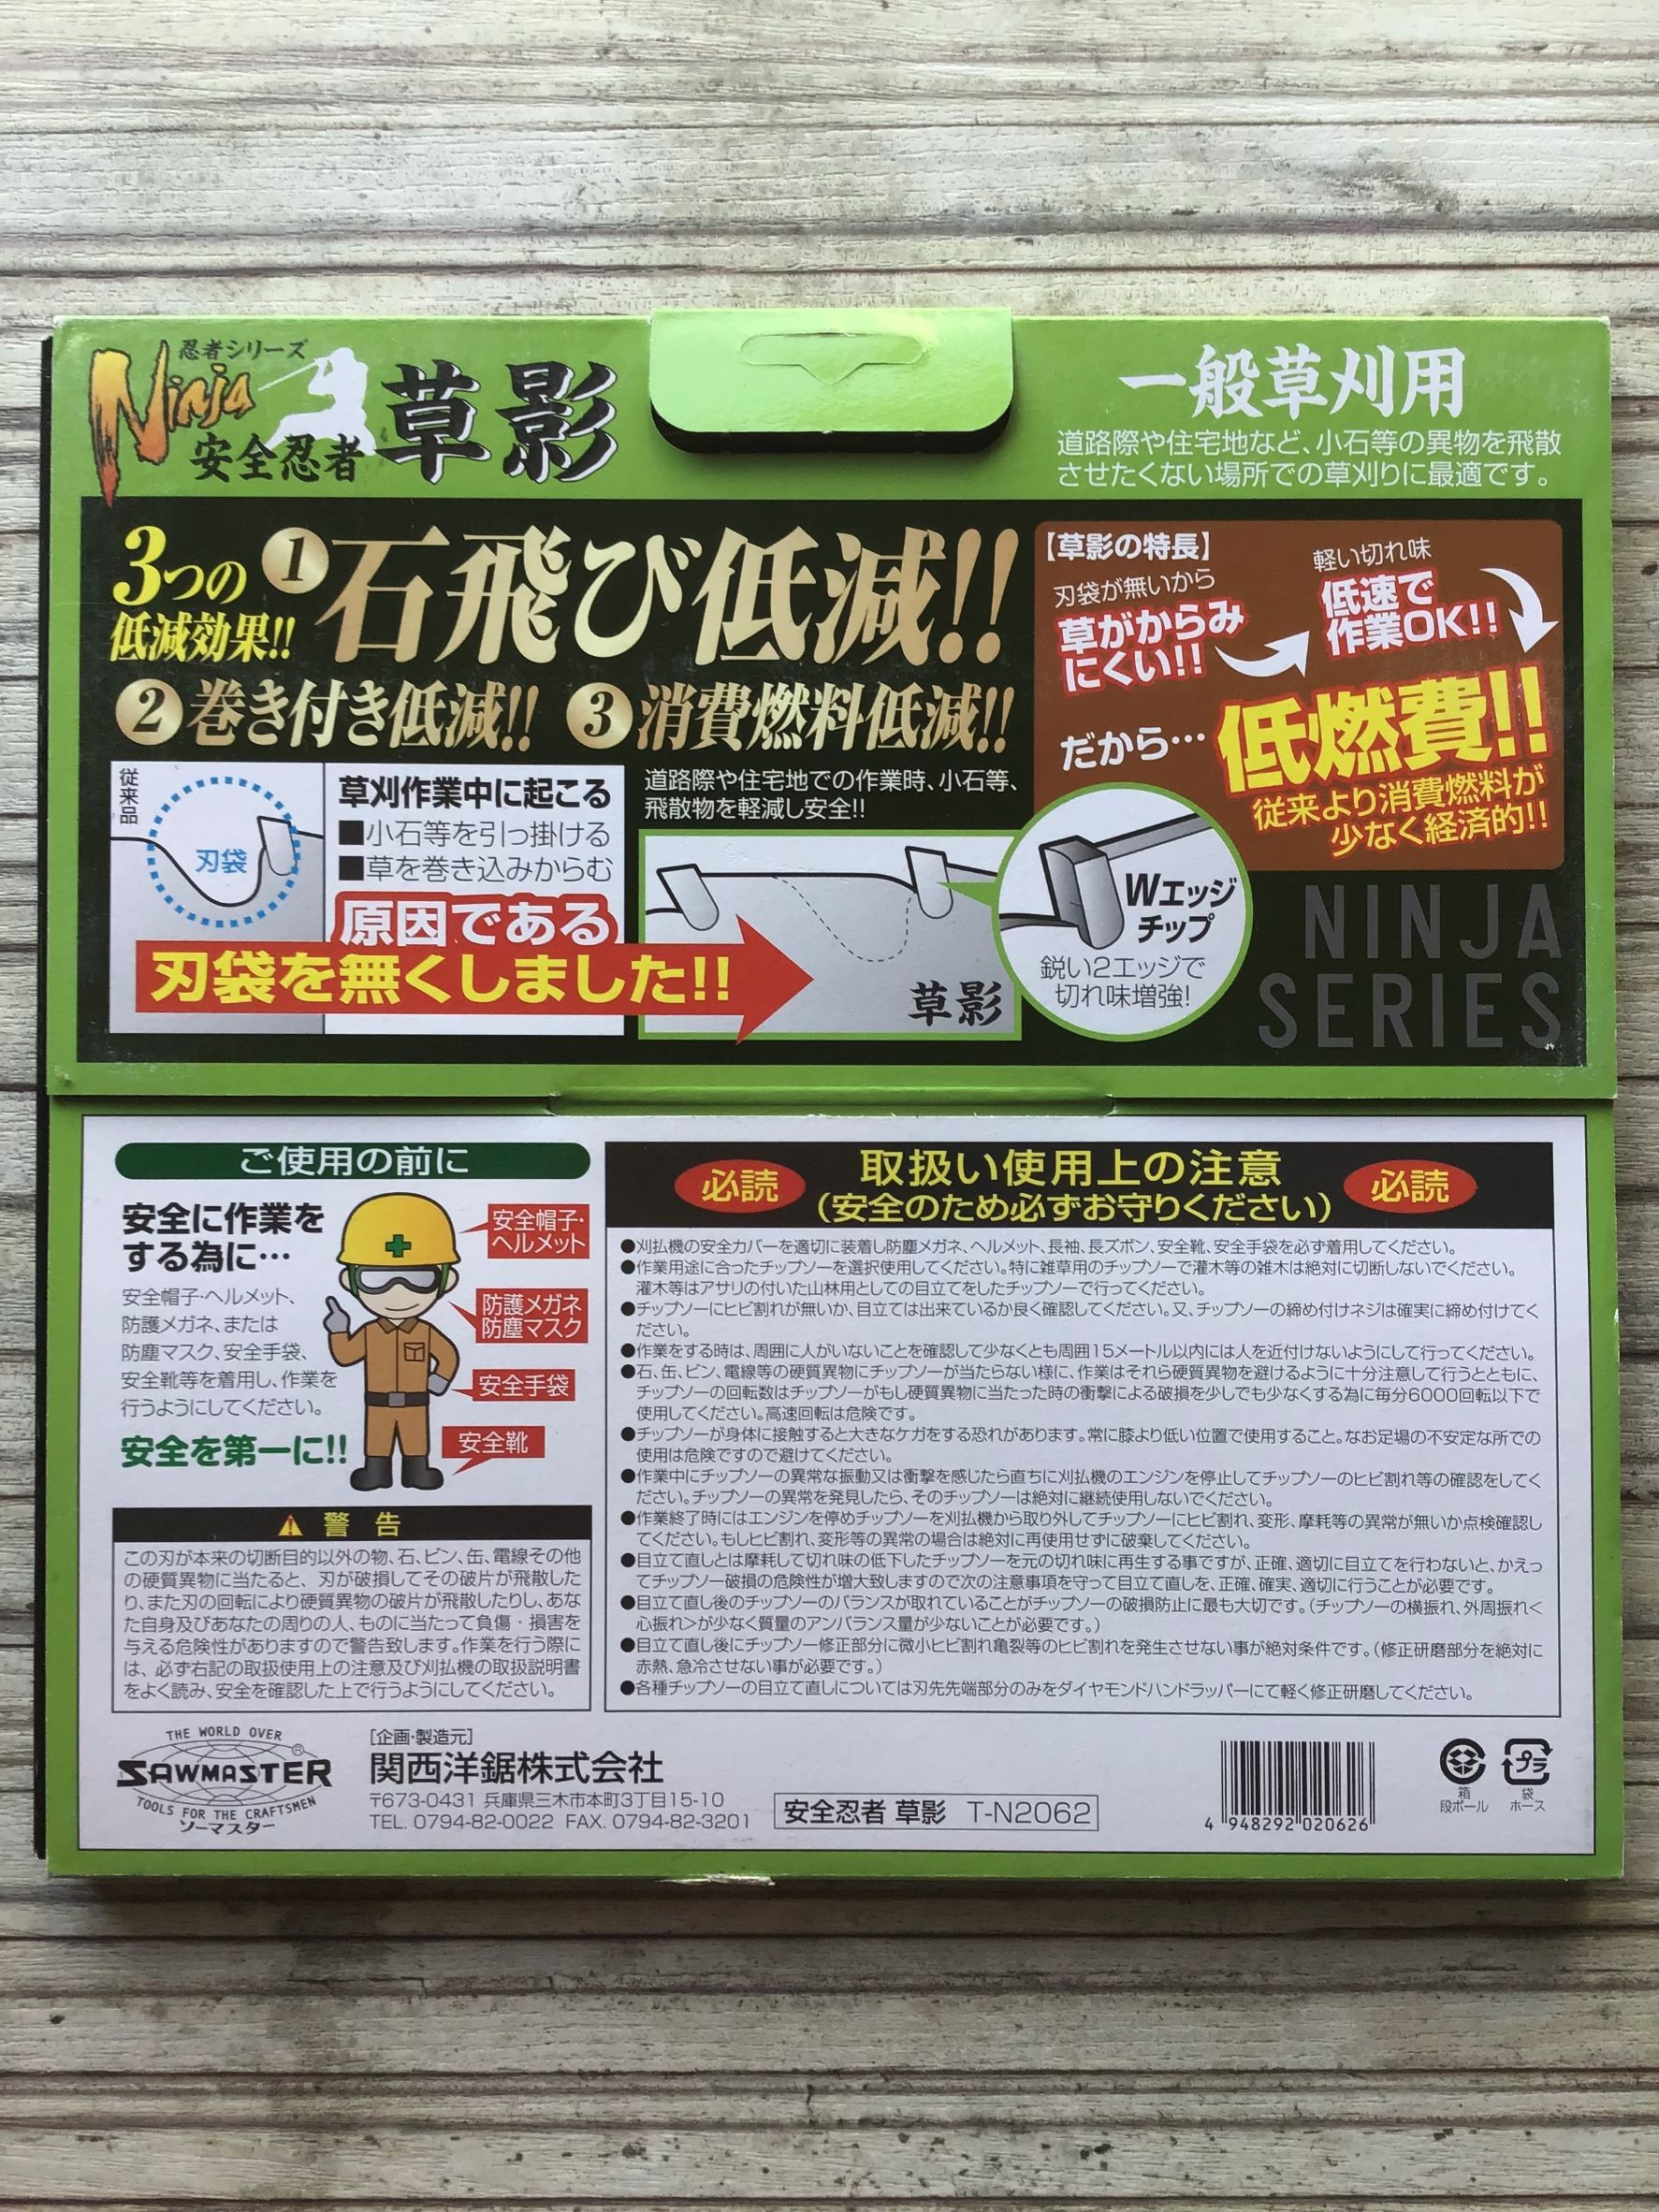 忍者シリーズ
Ninja
安全忍者
草影
一般草刈用
道路際や住宅地など、小石等の異物を飛散
させたくない場所での草刈りに最適です。
3つの
低減効果!!
①石飛び低減!!
②巻き付き低減!! ③消費燃料低減!!
【草影の特長】
刃袋が無いから
草がからみ
にくい!!
軽い切れ味
低速で
作業OK!!
だから…
低燃費!!
従来より消費燃料が
少なく経済的!!
従来品
刃袋
草刈作業中に起こる
■小石等を引っ掛ける
■草を巻き込みからむ
原因である
刃袋を無くしました!!
道路際や住宅地での作業時、小石等、
飛散物を軽減し安全!!
草影
Wエッジ
チップ
鋭い2エッジで
切れ味増強!
NINJA
SERIES
ご使用の前に
安全に作業を
する為に…
安全帽子・ヘルメット、
防護メガネ、または
防塵マスク、安全手袋、
安全靴等を着用し、作業を
行うようにしてください。
安全を第一に!!
安全帽子・
ヘルメット
防護メガネ
防塵マスク
安全手袋
安全靴
警告
この刃が本来の切断目的以外の物、石、ビン、缶、電線その他
の硬質異物に当たると、刃が破損してその破片が飛散した
り、また刃の回転により硬質異物の破片が飛散したりし、あな
た自身及びあなたの周りの人、ものに当たって負傷・損害を
与える危険性がありますので警告致します。作業を行う際に
は、必ず右記の取扱使用上の注意及び刈払機の取扱説明書
をよく読み、安全を確認した上で行うようにしてください。
必読
取扱い使用上の注意
(安全のため必ずお守りください)
必読
●刈払機の安全カバーを適切に装着し防塵メガネ、ヘルメット、長袖、長ズボン、安全靴、安全手袋を必ず着用してください。
●作業用途に合ったチップソーを選択使用してください。特に雑草用のチップソーで灌木等の雑木は絶対に切断しないでください。
灌木等はアサリの付いた山林用としての目立てをしたチップソーで行ってください。
●チップソーにヒビ割れが無いか、目立ては出来ているか良く確認してください。又、チップソーの締め付けネジは確実に締め付けてく
ださい。
●作業をする時は、周囲に人がいないことを確認して少なくとも周囲15メートル以内には人を近付けないようにして行ってください。
●石、缶、ビン、電線等の硬質異物にチップソーが当たらない様に、作業はそれら硬質異物を避けるように十分注意して行うとともに、
チップソーの回転数はチップソーがもし硬質異物に当たった時の衝撃による破損を少しでも少なくする為に毎分6000回転以下で
使用してください。高速回転は危険です。
●チップソーが身体に接触すると大きなケガをする恐れがあります。常に膝より低い位置で使用すること。なお足場の不安定な所での
使用は危険ですので避けてください。
●作業中にチップソーの異常な振動又は衝撃を感じたら直ちに刈払機のエンジンを停止してチップソーのヒビ割れ等の確認をしてく
ださい。チップソーの異常を発見したら、そのチップソーは絶対に継続使用しないでください。
●作業終了時にはエンジンを停めチップソーを刈払機から取り外してチップソーにヒビ割れ、変形、摩耗等の異常が無いか点検確認し
てください。もしヒビ割れ、変形等の異常の場合は絶対に再使用せずに破棄してください。
●目立て直しとは摩耗して切れ味の低下したチップソーを元の切れ味に再生する事ですが、正確、適切に目立てを行わないと、かえっ
てチップソー破損の危険性が増大致しますので次の注意事項を守って目立て直しを、正確、確実、適切に行うことが必要です。
●目立て直し後のチップソーのバランスが取れていることがチップソーの破損防止に最も大切です。(チップソーの横振れ、外周振れ<
心振れ>が少なく質量のアンバランス量が少ないことが必要です。)
●目立て直し後にチップソー修正部分に微小ヒビ割れ亀裂等のヒビ割れを発生させない事が絶対条件です。(修正研磨部分を絶対に
赤熱、急冷させない事が必要です。)
●各種チップソーの目立て直しについては刃先先端部分のみをダイヤモンドハンドラッパーにて軽く修正研磨してください。
THE WORLD OVER
SAWMASTER®
TOOLS FOR THE CRAFTSMEN
ソーマスター
[企画・製造元]
関西洋鋸株式会社
〒673-0431 兵庫県三木市本町3丁目15-10
TEL. 0794-82-0022 FAX. 0794-82-3201
安全忍者 草影 T-N2062
4 948292 020626
箱
段ボール
プラ
袋
ホース